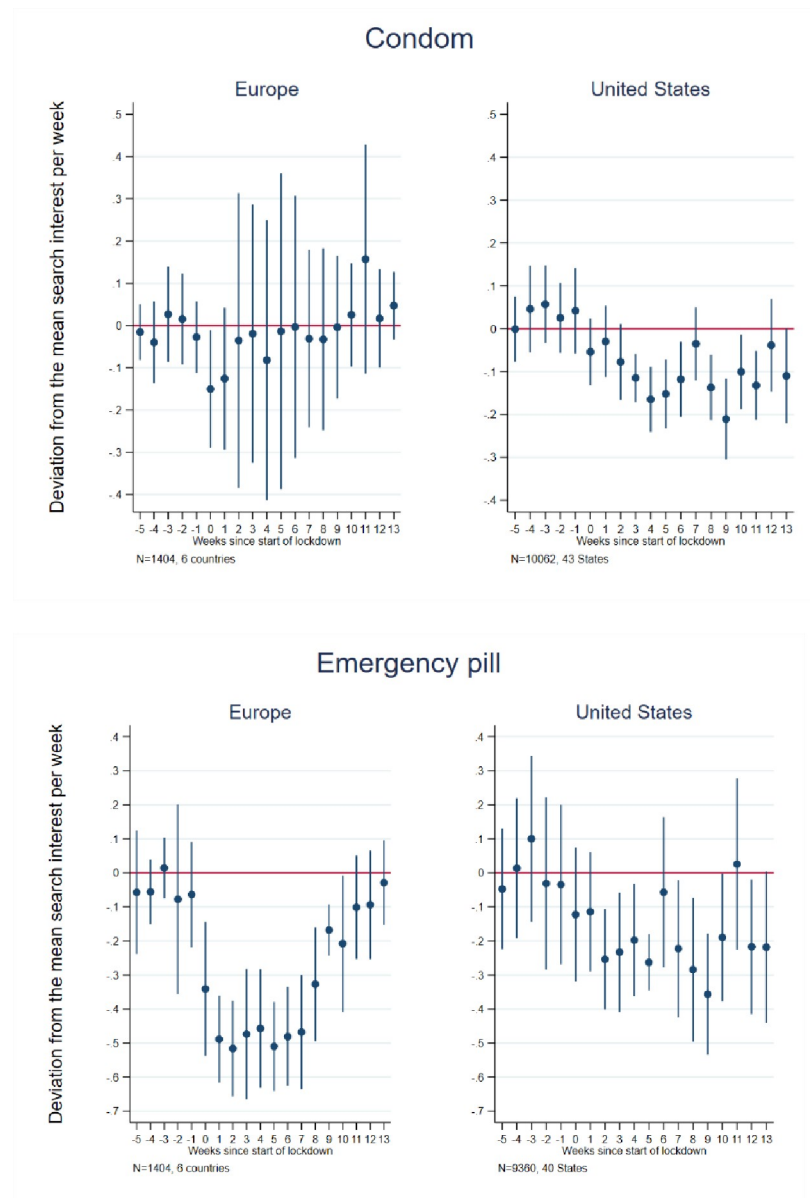 Condom
Europe
United States
Deviation from the mean search interest per week
.5
.4
.3
.2
.1
0
-.1
-.2
-.3
-.4
-5 -4 -3 -2 -1 0 1 2 3 4 5 6 7 8 9 10 11 12 13
Weeks since start of lockdown
N=1404, 6 countries
.5
.4
.3
.2
.1
0
-.1
-.2
-.3
-.4
-5 -4 -3 -2 -1 0 1 2 3 4 5 6 7 8 9 10 11 12 13
Weeks since start of lockdown
N=10062, 43 States
Emergency pill
Europe
United States
Deviation from the mean search interest per week
.4
.3
.2
.1
0
-.1
-.2
-.3
-.4
-.5
-.6
-.7
-5 -4 -3 -2 -1 0 1 2 3 4 5 6 7 8 9 10 11 12 13
Weeks since start of lockdown
N=1404, 6 countries
.4
.3
.2
.1
0
-.1
-.2
-.3
-.4
-.5
-.6
-.7
-5 -4 -3 -2 -1 0 1 2 3 4 5 6 7 8 9 10 11 12 13
Weeks since start of lockdown
N=9360, 40 States